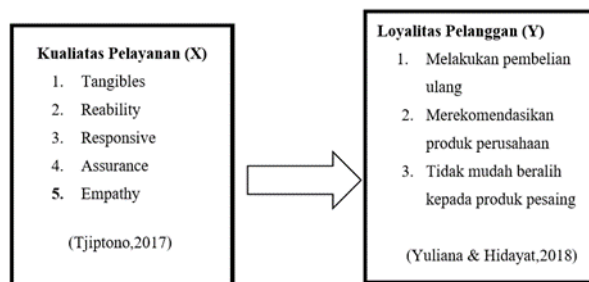 Kualiatas Pelayanan (X)
1. Tangibles
2. Reability
3. Responsive
4. Assurance
5. Empathy
(Tjiptono,2017)
Loyalitas Pelanggan (Y)
1. Melakukan pembelian
ulang
2. Merekomendasikan
produk perusahaan
3. Tidak mudah beralih
kepada produk pesaing
(Yuliana & Hidayat,2018)